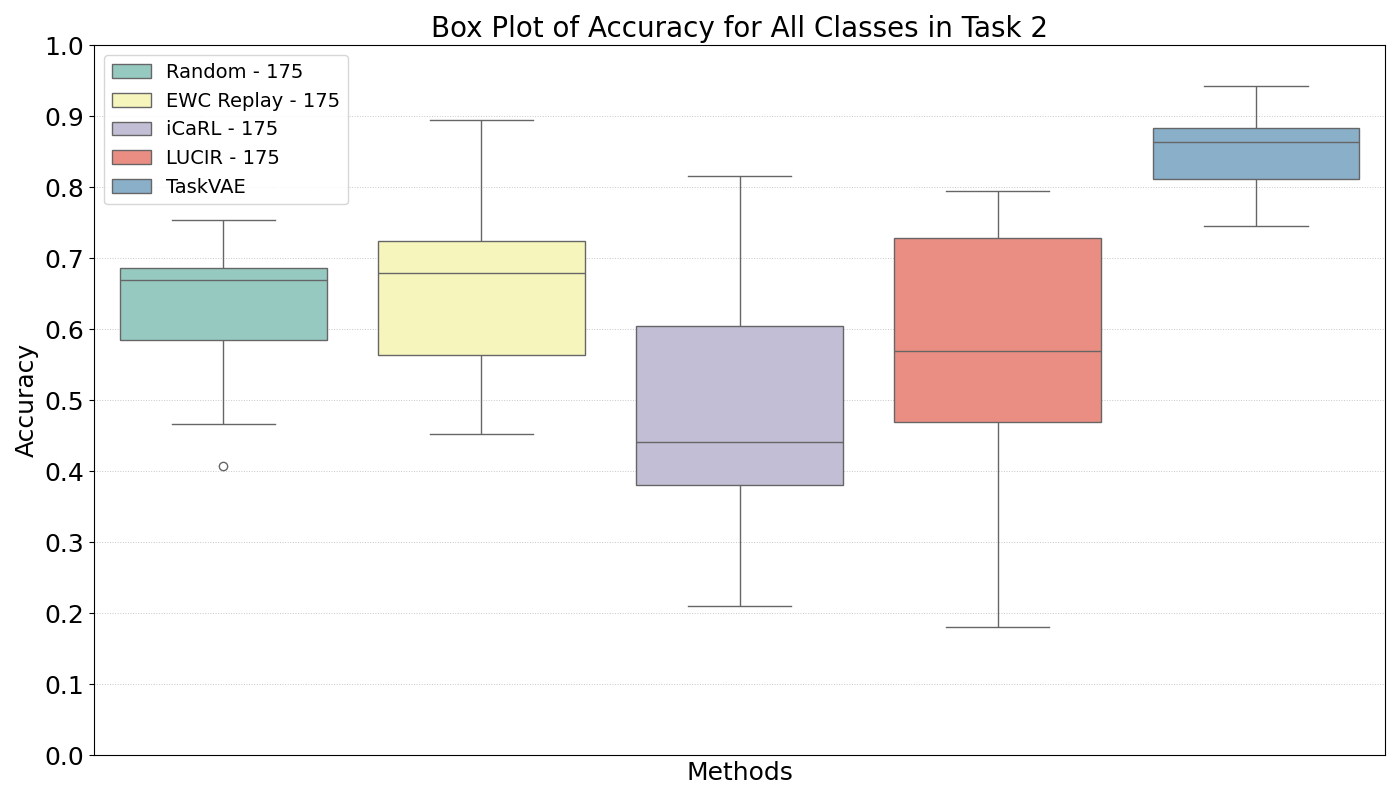 Box Plot of Accuracy for All Classes in Task 2
1.0
0.9
0.8
0.7
0.6
0.5
0.4
0.3
0.2
0.1
0.0
Accuracy
Random - 175
EWC Replay - 175
iCaRL - 175
LUCIR - 175
TaskVAE
Methods